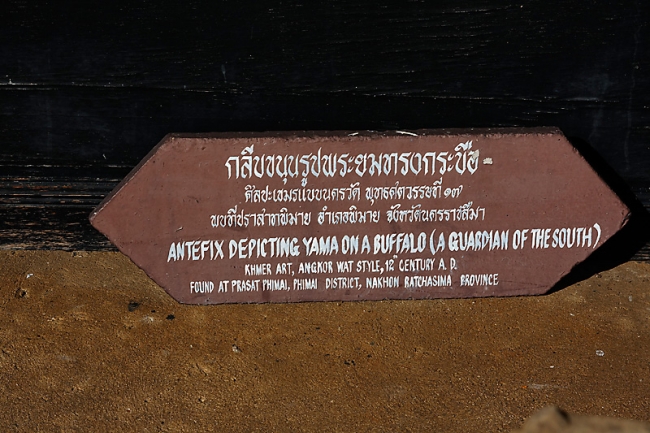 กลีบขนุนรูปพระยมทรงกระบือ
ศิลปะเขมรแบบนครวัด พุทธศตวรรษที่ ๑๗
พบที่ปราสาทพิมาย อำเภอพิมาย จังหวัดนครราชสีมา
ANTEFIX DEPICTING YAMA ON A BUFFALO (A GUARDIAN OF THE SOUTH)
KHMER ART, ANGKOR WAT STYLE, 12th CENTURY A. D.
FOUND AT PRASAT PHIMAI, PHIMAI DISTRICT, NAKHON RATCHASIMA PROVINCE